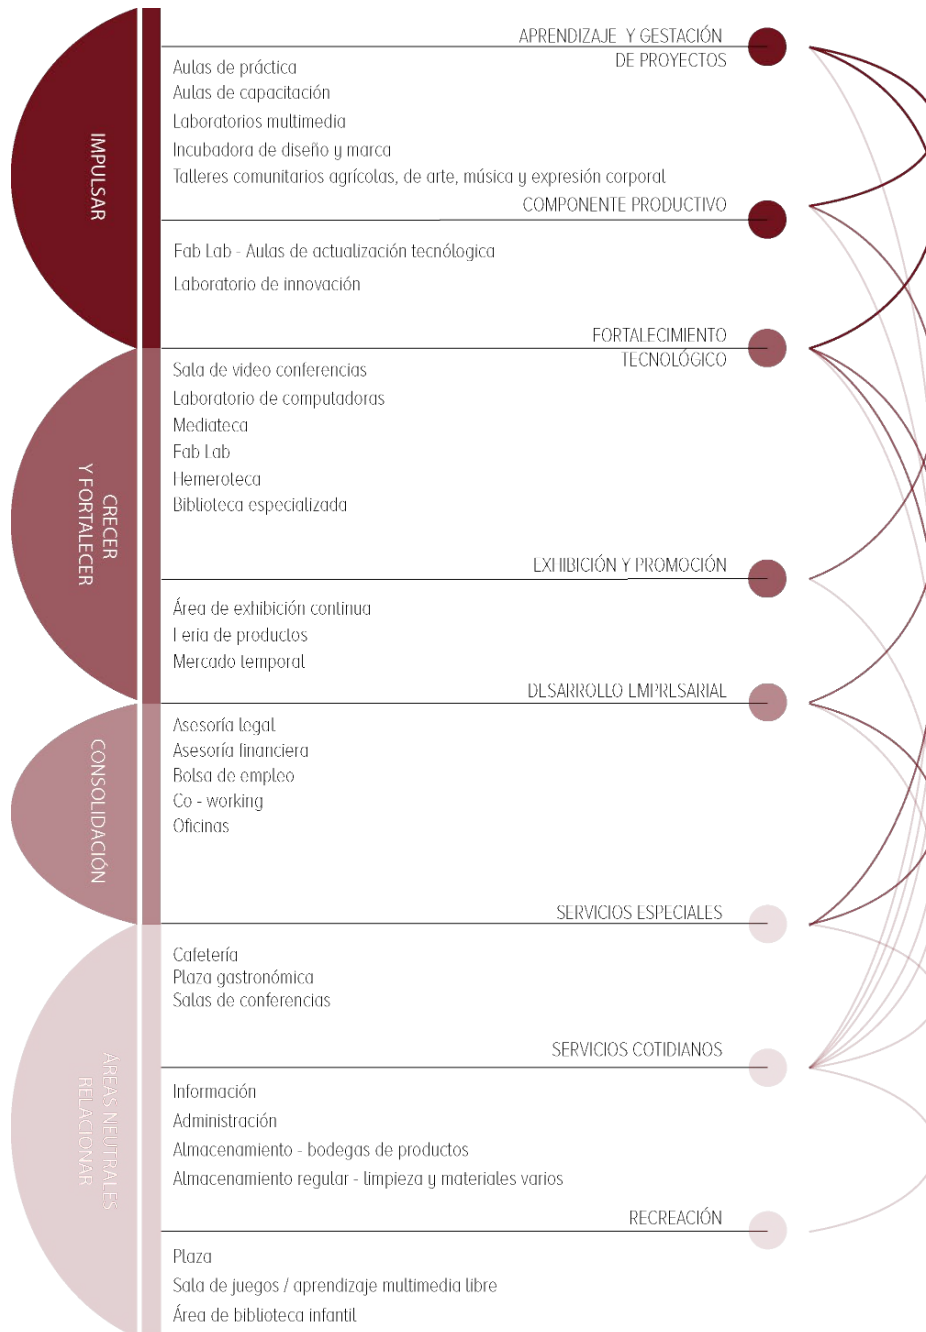 IMPULSAR
APRENDIZAJE Y GESTACIÓN
DE PROYECTOS
Aulas de práctica
Aulas de capacitación
Laboratorios multimedia
Incubadora de diseño y marca
Talleres comunitarios agrícolas, de arte, música y expresión corporal
COMPONENTE PRODUCTIVO
Fab Lab - Aulas de actualización tecnólogica
Laboratorio de innovación
CRECER
Y FORTALECER
FORTALECIMIENTO
TECNOLÓGICO
Sala de video conferencias
Laboratorio de computadoras
Mediateca
Fab Lab
Hemeroteca
Biblioteca especializada
EXHIBICIÓN Y PROMOCIÓN
Área de exhibición continua
Feria de productos
Mercado temporal
CONSOLIDACIÓN
DESARROLLO EMPRESARIAL
Asesoría legal
Asesoría financiera
Bolsa de empleo
Co - working
Oficinas
ÁREAS NEUTRALES
RELACIONAR
SERVICIOS ESPECIALES
Cafetería
Plaza gastronómica
Salas de conferencias
SERVICIOS COTIDIANOS
Información
Administración
Almacenamiento - bodegas de productos
Almacenamiento regular - limpieza y materiales varios
RECREACIÓN
Plaza
Sala de juegos / aprendizaje multimedia libre
Área de biblioteca infantil